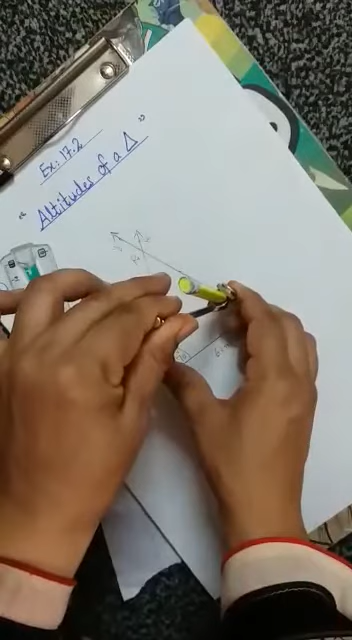 Ex: 17.2
"Altitudes of a Δ"